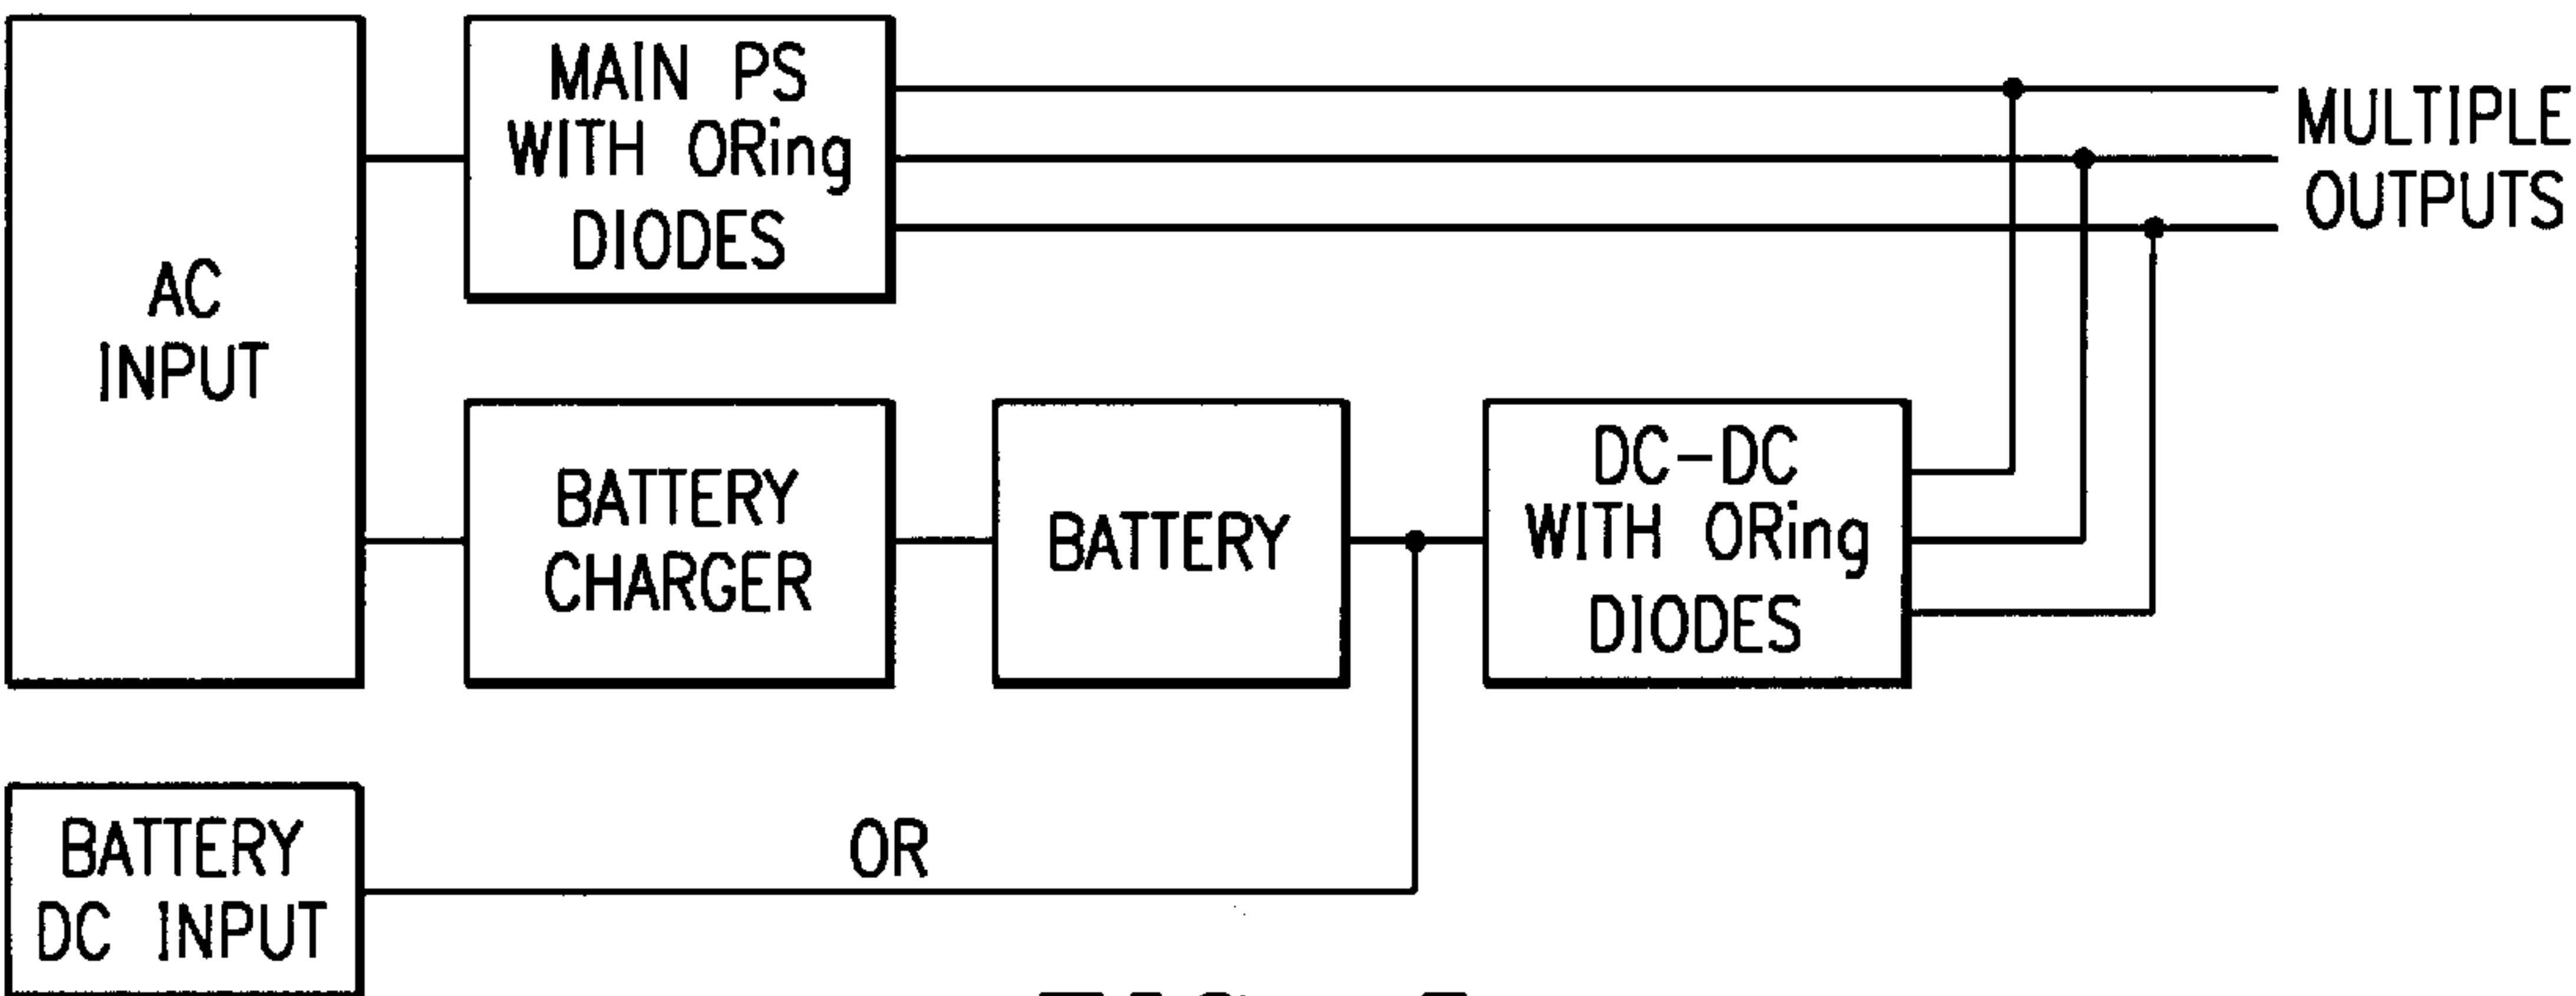 AC
INPUT
MAIN PS
WITH ORing
DIODES
MULTIPLE
OUTPUTS
BATTERY
CHARGER
BATTERY
DC-DC
WITH ORing
DIODES
BATTERY
DC INPUT
OR